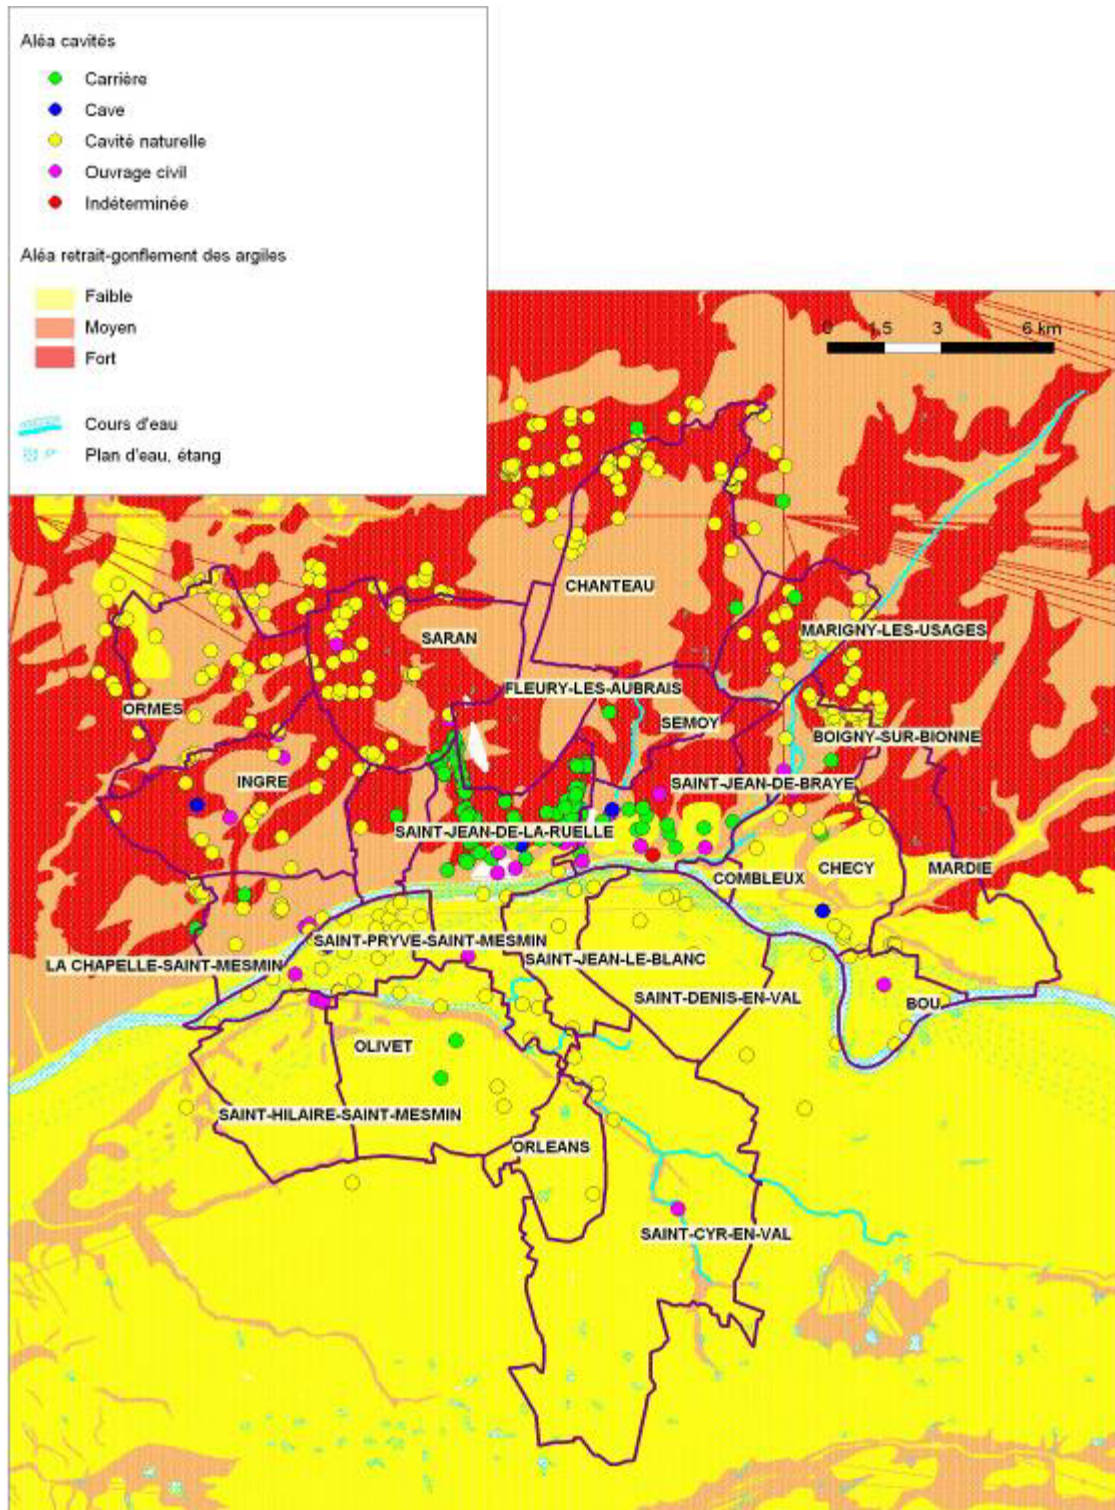 Aléa cavités
Carrière
Cave
Cavité naturelle
Ouvrage civil
Indéterminée
Aléa retrait-gonflement des argiles
Faible
Moyen
Fort
Cours d'eau
Plan d'eau, étang
0 1,5 3 6 km
CHANTEAU
SARAN
MARIGNY-LES-USAGES
FLEURY-LES-AUBRAIS
ORMES
SEMOY
BOIGNY-SUR-BIONNE
INGRE
SAINT-JEAN-DE-BRAYE
SAINT-JEAN-DE-LA-RUELLE
COMBLEUX
CHECY
MARDIE
SAINT-PRYVE-SAINT-MESMIN
LA CHAPELLE-SAINT-MESMIN
SAINT-JEAN-LE-BLANC
SAINT-DENIS-EN-VAL
BOU
OLIVET
SAINT-HILAIRE-SAINT-MESMIN
ORLEANS
SAINT-CYR-EN-VAL